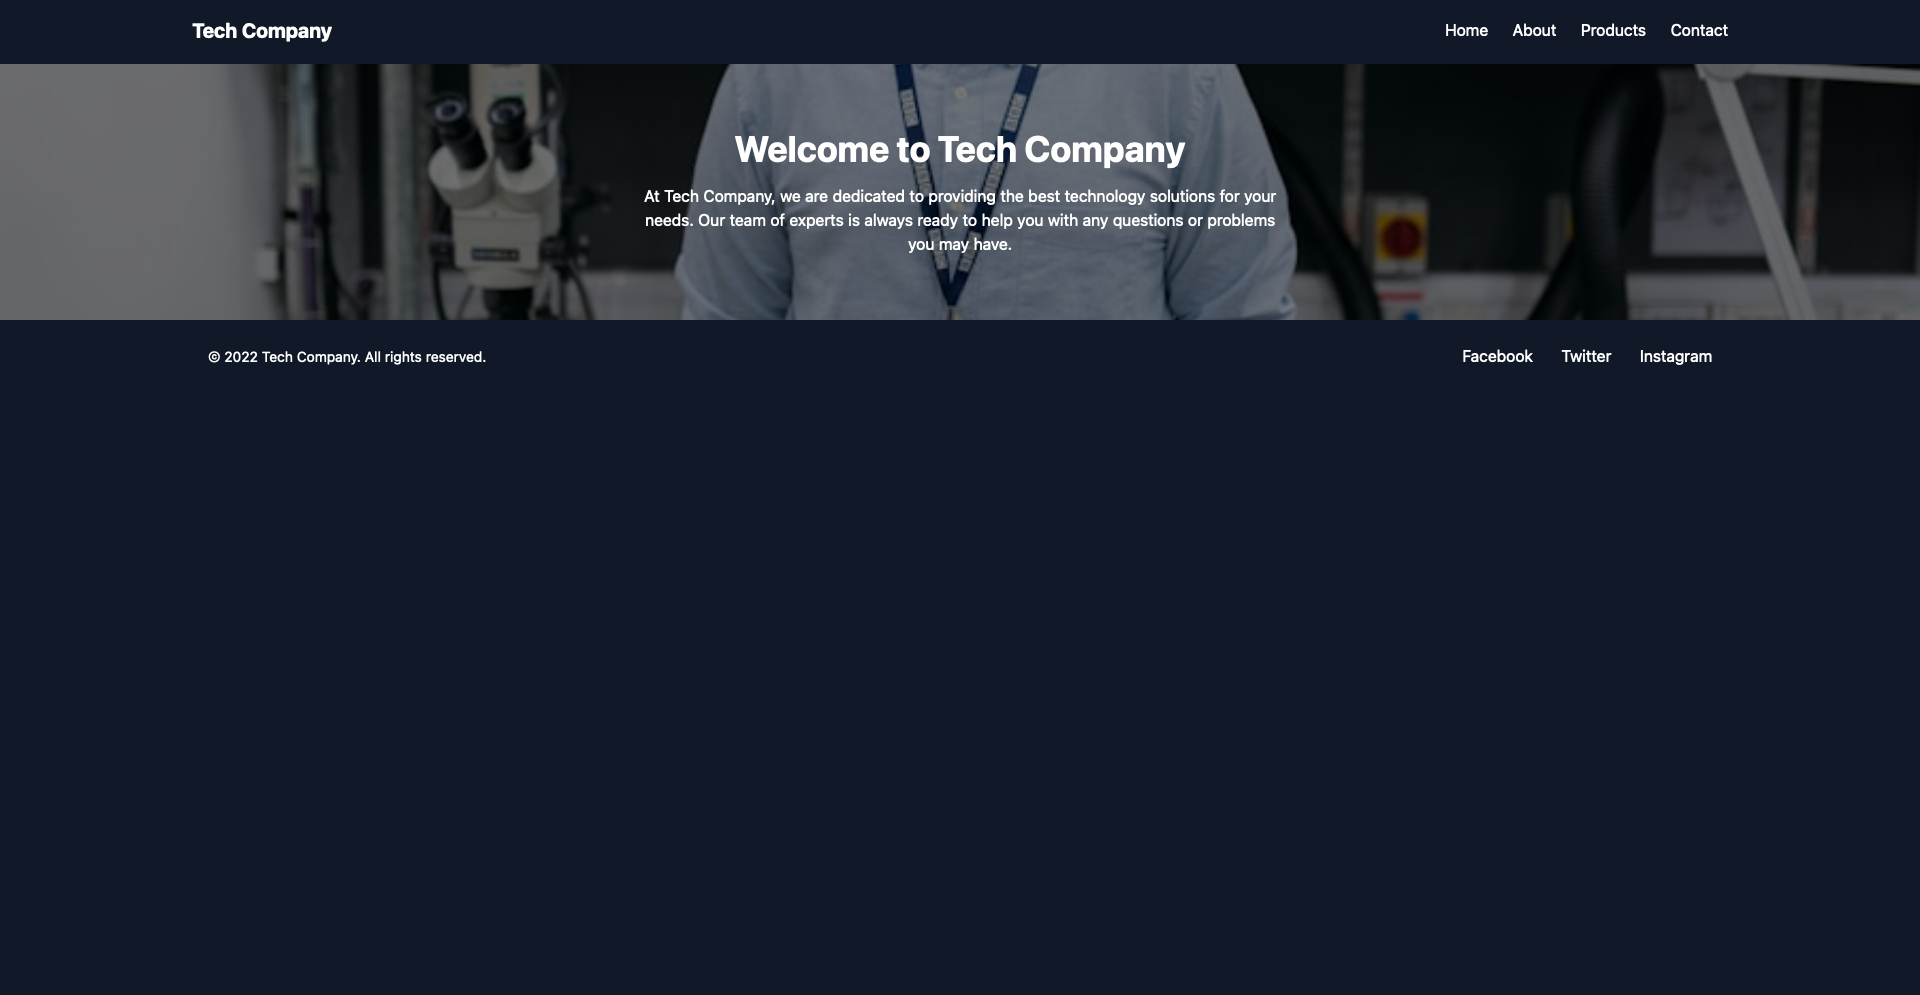 Tech Company
Home About Products Contact
Welcome to Tech Company
At Tech Company, we are dedicated to providing the best technology solutions for your
needs. Our team of experts is always ready to help you with any questions or problems
you may have.
© 2022 Tech Company. All rights reserved.
Facebook Twitter Instagram